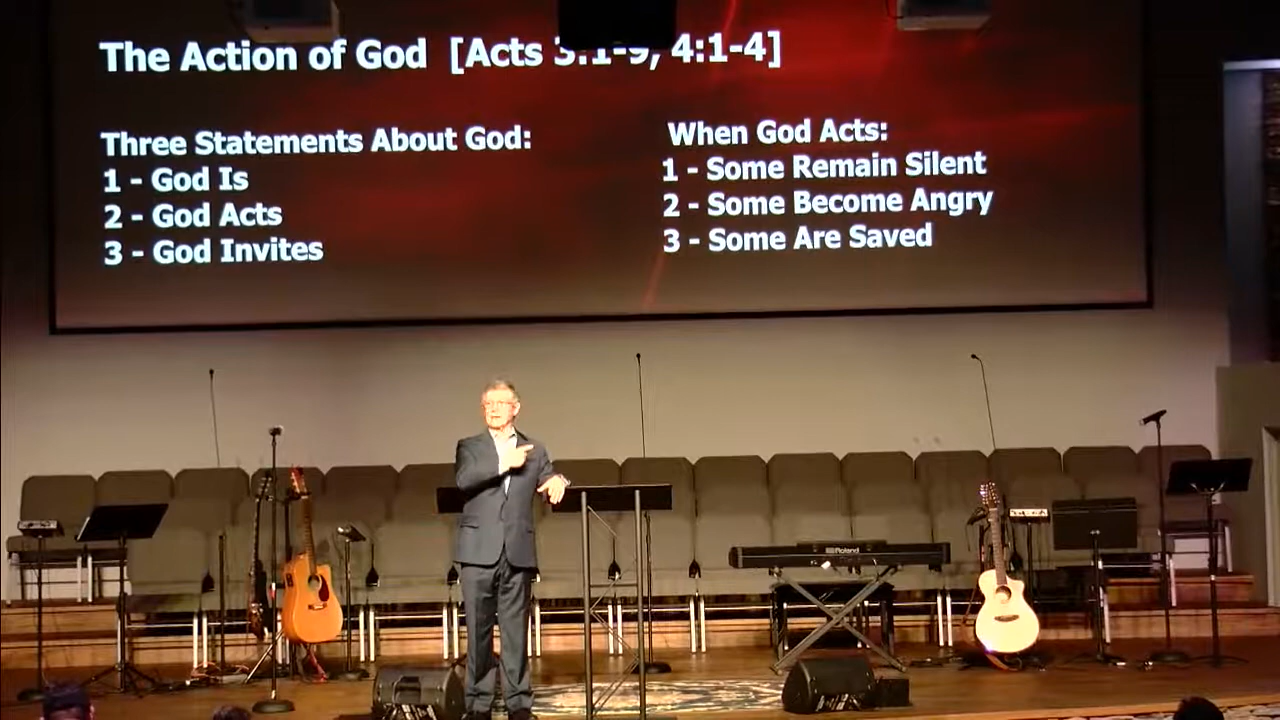 The Action of God [Acts 3:1-9, 4:1-4]
Three Statements About God:
1 - God Is
2 - God Acts
3 - God Invites
When God Acts:
1 - Some Remain Silent
2 - Some Become Angry
3 - Some Are Saved
Roland